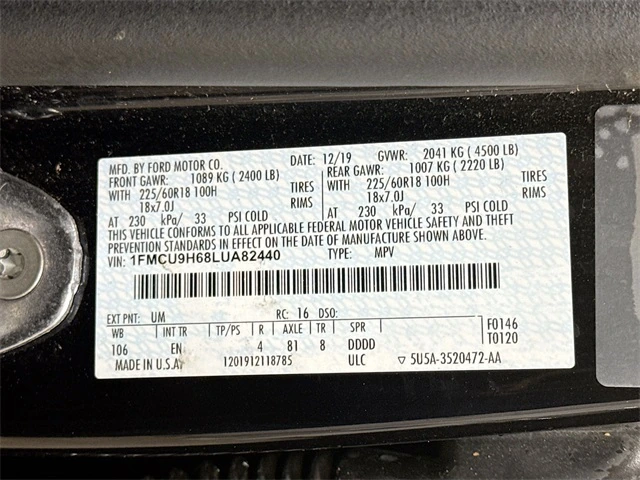 MFD. BY FORD MOTOR CO. DATE: 12/19 GVWR: 2041 KG ( 4500 LB)
FRONT GAWR: 1089 KG ( 2400 LB) REAR GAWR: 1007 KG ( 2220 LB)
WITH 225/60R18 100H TIRES WITH 225/60R18 100H TIRES
18x7.0J RIMS 18x7.0J RIMS
AT 230 kPa/ 33 PSI COLD AT 230 kPa/ 33 PSI COLD
THIS VEHICLE CONFORMS TO ALL APPLICABLE FEDERAL MOTOR VEHICLE SAFETY AND THEFT
PREVENTION STANDARDS IN EFFECT ON THE DATE OF MANUFACTURE SHOWN ABOVE.
VIN: 1FMCU9H68LUA82440 TYPE: MPV
EXT PNT: UM RC: 16 DSO:
WB INT TR TP/PS R AXLE TR SPR F0146
106 EN 4 81 8 DDDD T0120
MADE IN U.S.A. 1201912118785 ULC ▽ 5U5A-3520472-AA